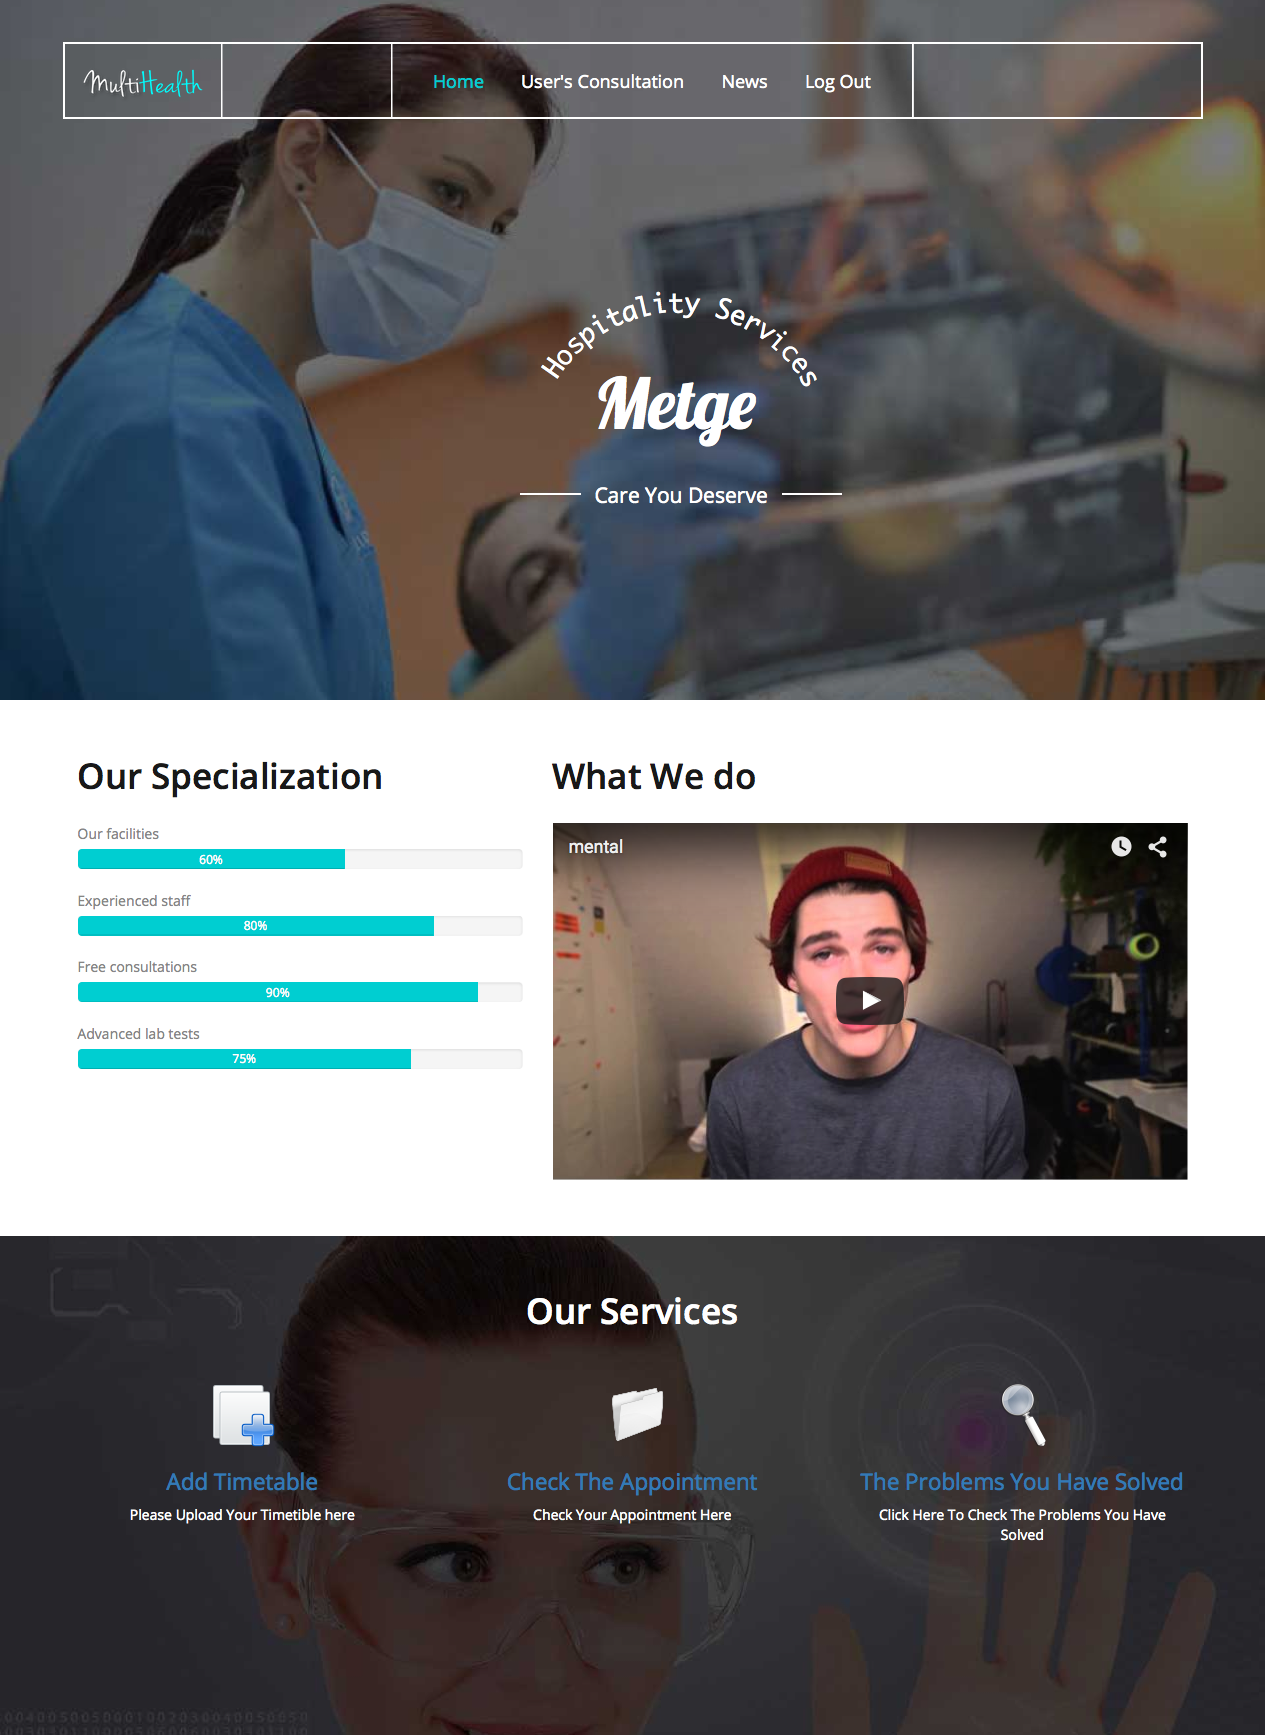 MultiHealth
Home User's Consultation News Log Out
Hospitality Services
Metge
Care You Deserve
Our Specialization
Our facilities
60%
Experienced staff
80%
Free consultations
90%
Advanced lab tests
75%
What We do
mental
Our Services
Add Timetable
Please Upload Your Timetible here
Check The Appointment
Check Your Appointment Here
The Problems You Have Solved
Click Here To Check The Problems You Have
Solved